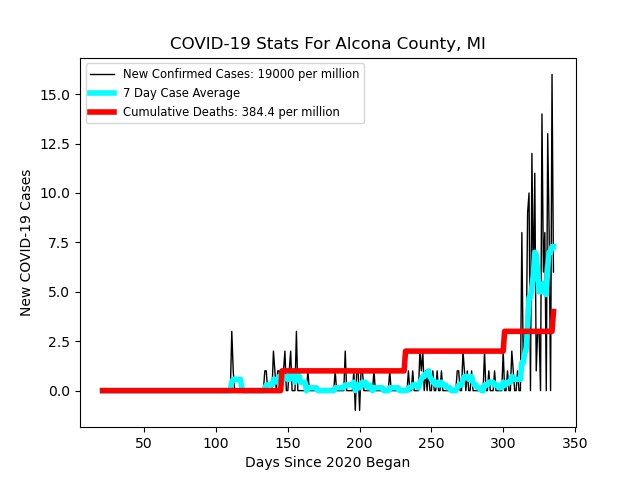 COVID-19 Stats For Alcona County, MI
New Confirmed Cases: 19000 per million
7 Day Case Average
Cumulative Deaths: 384.4 per million
15.0
12.5
10.0
7.5
5.0
2.5
0.0
New COVID-19 Cases
50
100
150
200
250
300
350
Days Since 2020 Began